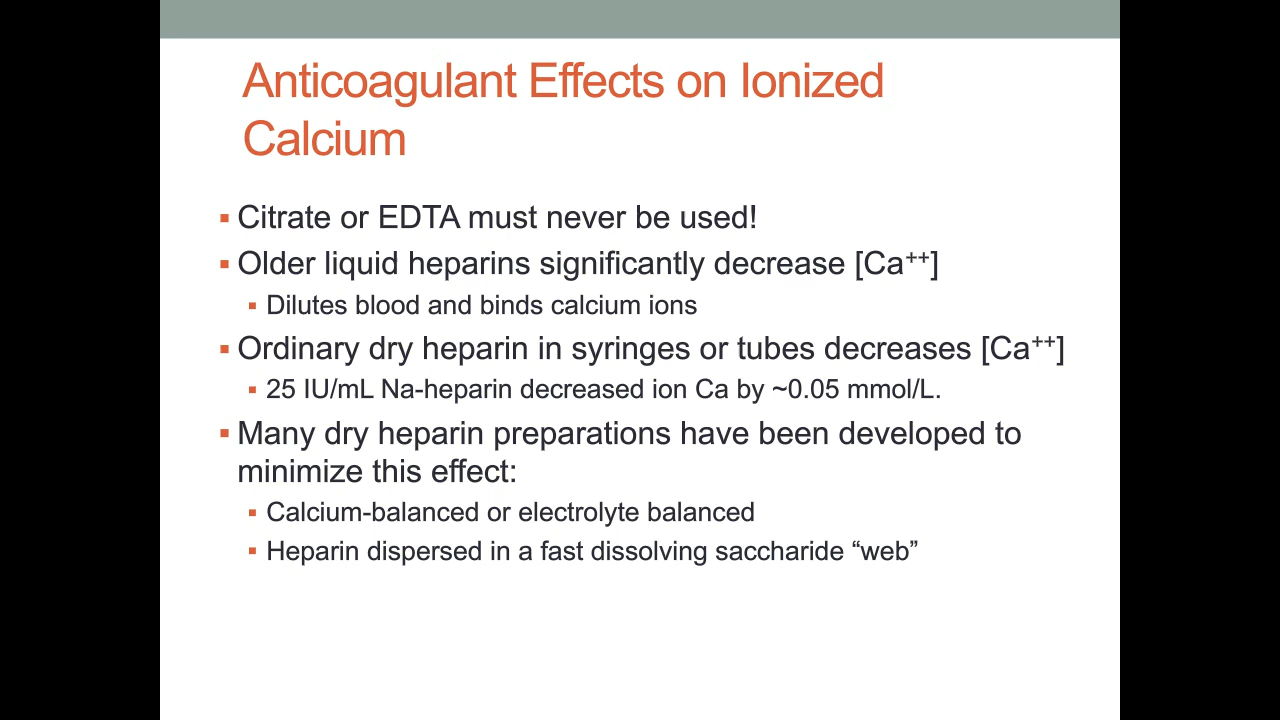 Anticoagulant Effects on Ionized
Calcium
▪ Citrate or EDTA must never be used!
▪ Older liquid heparins significantly decrease [Ca⁺⁺]
▪ Dilutes blood and binds calcium ions
▪ Ordinary dry heparin in syringes or tubes decreases [Ca⁺⁺]
▪ 25 IU/mL Na-heparin decreased ion Ca by ~0.05 mmol/L.
▪ Many dry heparin preparations have been developed to
minimize this effect:
▪ Calcium-balanced or electrolyte balanced
▪ Heparin dispersed in a fast dissolving saccharide “web”